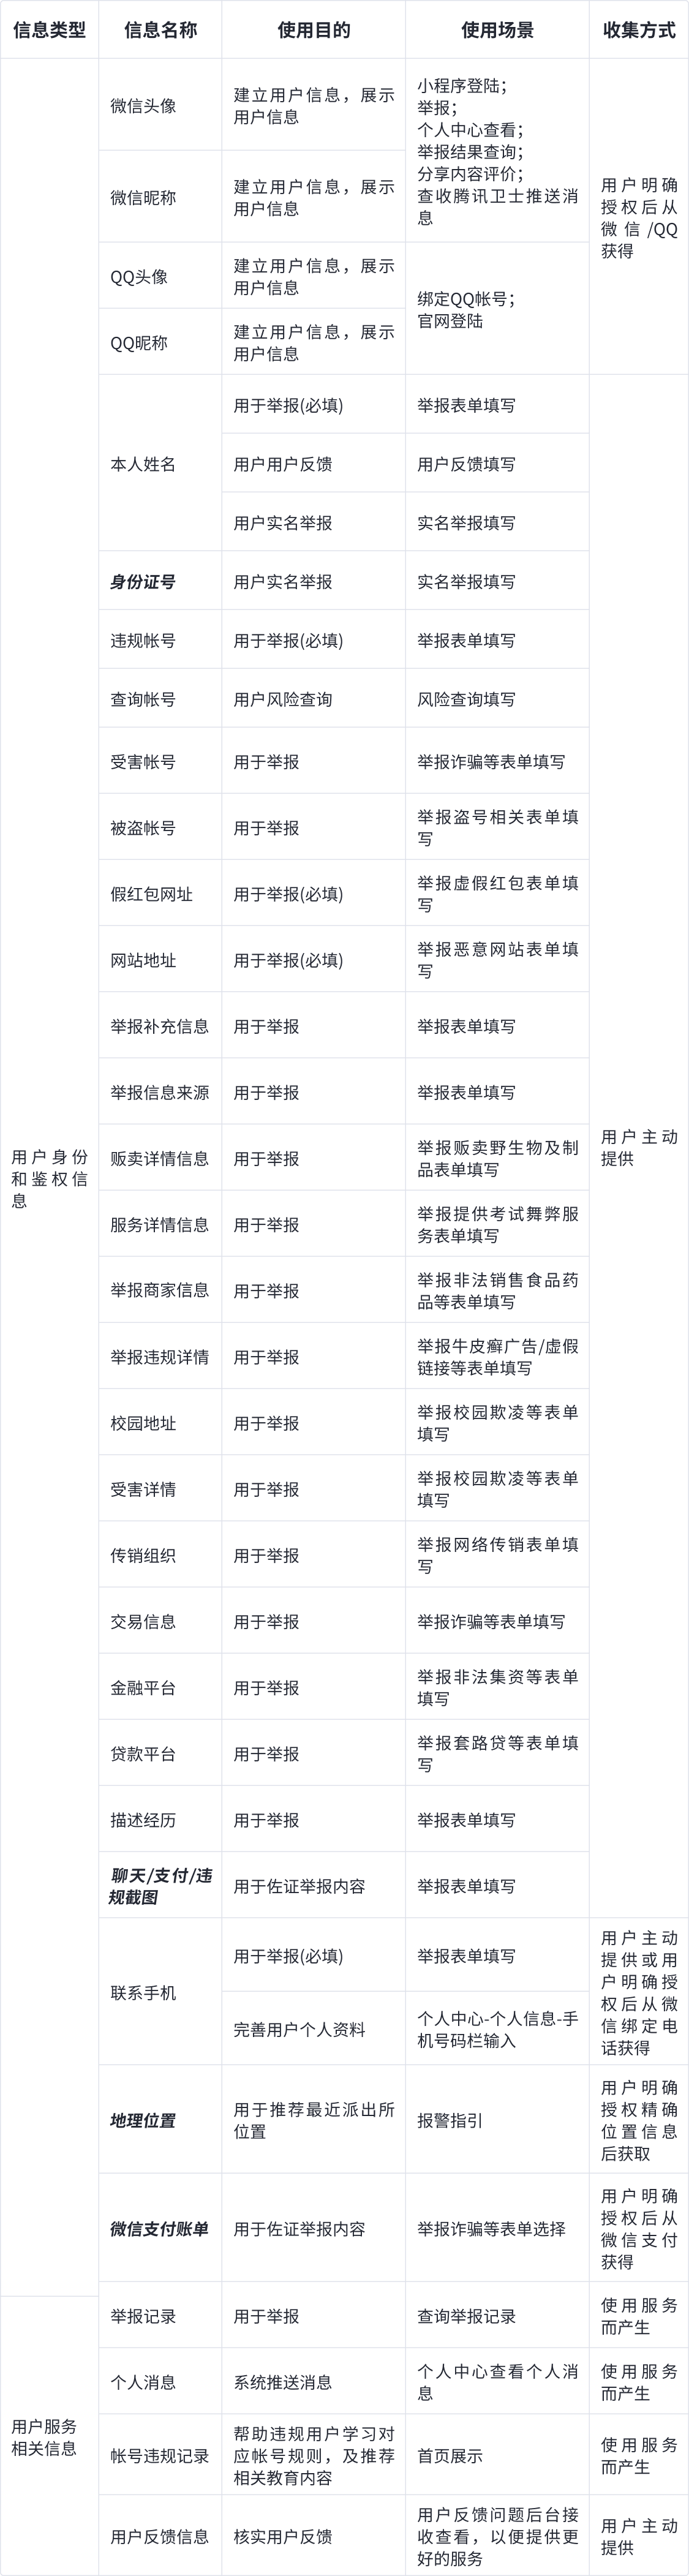 信息类型 信息名称 使用目的 使用场景 收集方式
微信头像
建立用户信息，展示
用户信息
小程序登陆；
举报；
个人中心查看；
举报结果查询；
分享内容评价；
查收腾讯卫士推送消
息
用户明确
授权后从
微信/QQ
获得
微信昵称
建立用户信息，展示
用户信息
QQ头像
建立用户信息，展示
用户信息
绑定QQ帐号；
官网登陆
QQ昵称
建立用户信息，展示
用户信息
本人姓名
用于举报(必填) 举报表单填写
用户用户反馈 用户反馈填写
用户实名举报 实名举报填写
身份证号 用户实名举报 实名举报填写
违规帐号 用于举报(必填) 举报表单填写
查询帐号 用户风险查询 风险查询填写
受害帐号 用于举报 举报诈骗等表单填写
被盗帐号 用于举报
举报盗号相关表单填
写
假红包网址 用于举报(必填)
举报虚假红包表单填
写
网站地址 用于举报(必填)
举报恶意网站表单填
写
举报补充信息 用于举报 举报表单填写
举报信息来源 用于举报 举报表单填写
用户身份
和鉴权信
息
贩卖详情信息 用于举报
举报贩卖野生物及制
品表单填写
用户主动
提供
服务详情信息 用于举报
举报提供考试舞弊服
务表单填写
举报商家信息 用于举报
举报非法销售食品药
品等表单填写
举报违规详情 用于举报
举报牛皮癣广告/虚假
链接等表单填写
校园地址 用于举报
举报校园欺凌等表单
填写
受害详情 用于举报
举报校园欺凌等表单
填写
传销组织 用于举报
举报网络传销表单填
写
交易信息 用于举报 举报诈骗等表单填写
金融平台 用于举报
举报非法集资等表单
填写
贷款平台 用于举报
举报套路贷等表单填
写
描述经历 用于举报 举报表单填写
聊天/支付/违
规截图
用于佐证举报内容 举报表单填写
联系手机
用于举报(必填) 举报表单填写
完善用户个人资料
个人中心-个人信息-手
机号码栏输入
用户主动
提供或用
户明确授
权后从微
信绑定电
话获得
地理位置
用于推荐最近派出所
位置
报警指引
用户明确
授权精确
位置信息
后获取
微信支付账单 用于佐证举报内容 举报诈骗等表单选择
用户明确
授权后从
微信支付
获得
举报记录 用于举报 查询举报记录
使用服务
而产生
个人消息 系统推送消息
个人中心查看个人消
息
使用服务
而产生
用户服务
相关信息
帐号违规记录
帮助违规用户学习对
应帐号规则，及推荐
相关教育内容
首页展示
使用服务
而产生
用户反馈信息 核实用户反馈
用户反馈问题后台接
收查看，以便提供更
好的服务
用户主动
提供